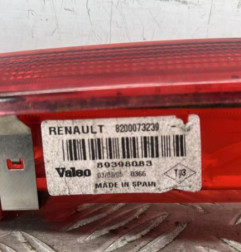 RENAULT 8200073239
89398083
Valeo
MADE IN SPAIN